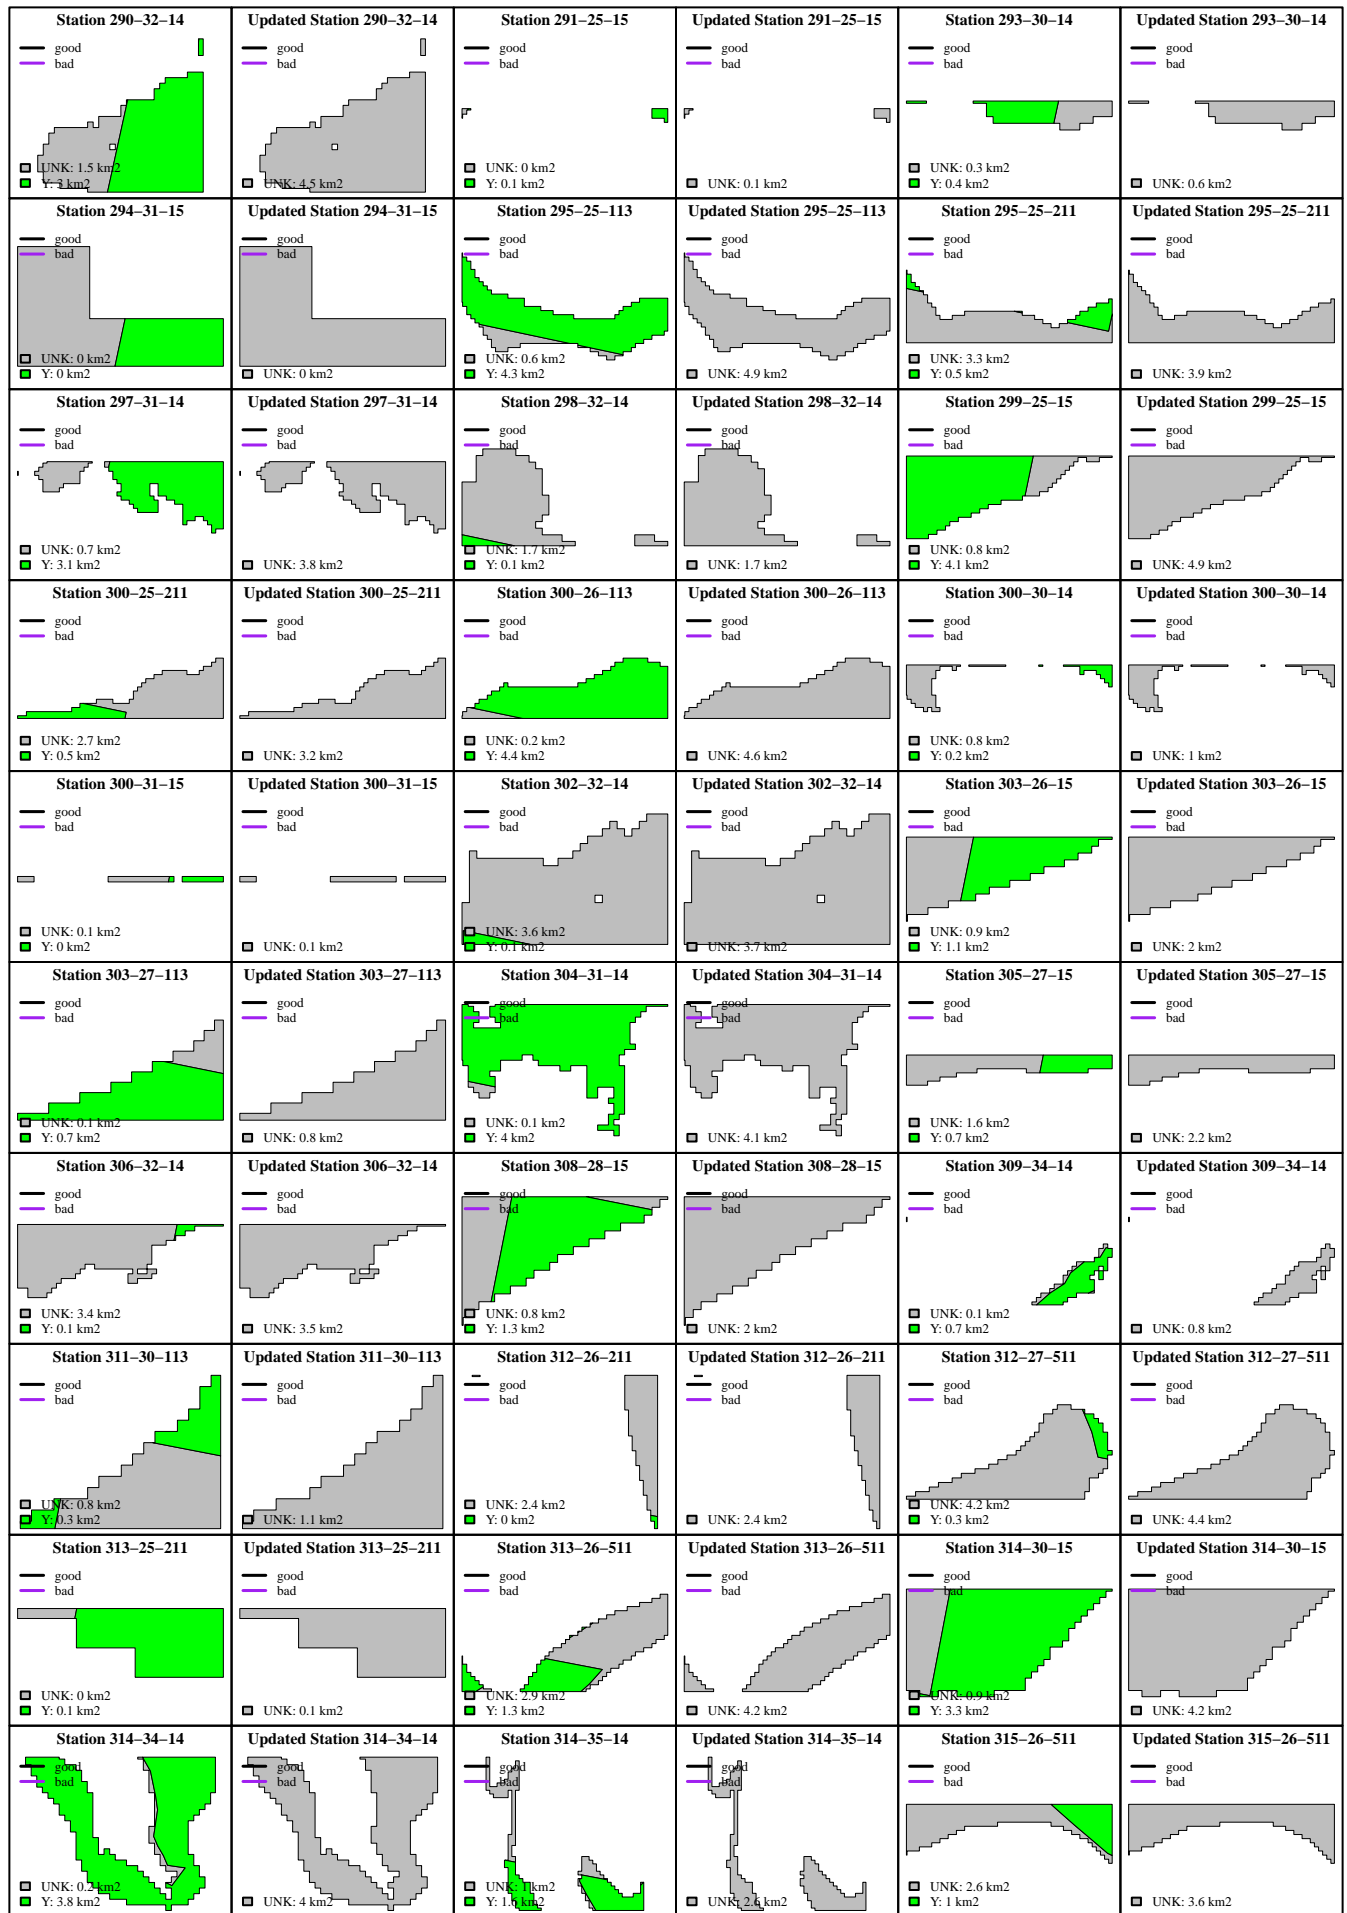 Station 290−32−14
good
bad
UNK: 1.5 km2
Y: 3 km2
Updated Station 290−32−14
good
bad
UNK: 4.5 km2
Station 291−25−15
good
bad
UNK: 0 km2
Y: 0.1 km2
Updated Station 291−25−15
good
bad
UNK: 0.1 km2
Station 293−30−14
good
bad
UNK: 0.3 km2
Y: 0.4 km2
Updated Station 293−30−14
good
bad
UNK: 0.6 km2
Station 294−31−15
good
bad
UNK: 0 km2
Y: 0 km2
Updated Station 294−31−15
good
bad
UNK: 0 km2
Station 295−25−113
good
bad
UNK: 0.6 km2
Y: 4.3 km2
Updated Station 295−25−113
good
bad
UNK: 4.9 km2
Station 295−25−211
good
bad
UNK: 3.3 km2
Y: 0.5 km2
Updated Station 295−25−211
good
bad
UNK: 3.9 km2
Station 297−31−14
good
bad
UNK: 0.7 km2
Y: 3.1 km2
Updated Station 297−31−14
good
bad
UNK: 3.8 km2
Station 298−32−14
good
bad
UNK: 1.7 km2
Y: 0.1 km2
Updated Station 298−32−14
good
bad
UNK: 1.7 km2
Station 299−25−15
good
bad
UNK: 0.8 km2
Y: 4.1 km2
Updated Station 299−25−15
good
bad
UNK: 4.9 km2
Station 300−25−211
good
bad
UNK: 2.7 km2
Y: 0.5 km2
Updated Station 300−25−211
good
bad
UNK: 3.2 km2
Station 300−26−113
good
bad
UNK: 0.2 km2
Y: 4.4 km2
Updated Station 300−26−113
good
bad
UNK: 4.6 km2
Station 300−30−14
good
bad
UNK: 0.8 km2
Y: 0.2 km2
Updated Station 300−30−14
good
bad
UNK: 1 km2
Station 300−31−15
good
bad
UNK: 0.1 km2
Y: 0 km2
Updated Station 300−31−15
good
bad
UNK: 0.1 km2
Station 302−32−14
good
bad
UNK: 3.6 km2
Y: 0.1 km2
Updated Station 302−32−14
good
bad
UNK: 3.7 km2
Station 303−26−15
good
bad
UNK: 0.9 km2
Y: 1.1 km2
Updated Station 303−26−15
good
bad
UNK: 2 km2
Station 303−27−113
good
bad
UNK: 0.1 km2
Y: 0.7 km2
Updated Station 303−27−113
good
bad
UNK: 0.8 km2
Station 304−31−14
good
bad
UNK: 0.1 km2
Y: 4 km2
Updated Station 304−31−14
good
bad
UNK: 4.1 km2
Station 305−27−15
good
bad
UNK: 1.6 km2
Y: 0.7 km2
Updated Station 305−27−15
good
bad
UNK: 2.2 km2
Station 306−32−14
good
bad
UNK: 3.4 km2
Y: 0.1 km2
Updated Station 306−32−14
good
bad
UNK: 3.5 km2
Station 308−28−15
good
bad
UNK: 0.8 km2
Y: 1.3 km2
Updated Station 308−28−15
good
bad
UNK: 2 km2
Station 309−34−14
good
bad
UNK: 0.1 km2
Y: 0.7 km2
Updated Station 309−34−14
good
bad
UNK: 0.8 km2
Station 311−30−113
good
bad
UNK: 0.8 km2
Y: 0.3 km2
Updated Station 311−30−113
good
bad
UNK: 1.1 km2
Station 312−26−211
good
bad
UNK: 2.4 km2
Y: 0 km2
Updated Station 312−26−211
good
bad
UNK: 2.4 km2
Station 312−27−511
good
bad
UNK: 4.2 km2
Y: 0.3 km2
Updated Station 312−27−511
good
bad
UNK: 4.4 km2
Station 313−25−211
good
bad
UNK: 0 km2
Y: 0.1 km2
Updated Station 313−25−211
good
bad
UNK: 0.1 km2
Station 313−26−511
good
bad
UNK: 2.9 km2
Y: 1.3 km2
Updated Station 313−26−511
good
bad
UNK: 4.2 km2
Station 314−30−15
good
bad
UNK: 0.9 km2
Y: 3.3 km2
Updated Station 314−30−15
good
bad
UNK: 4.2 km2
Station 314−34−14
good
bad
UNK: 0.2 km2
Y: 3.8 km2
Updated Station 314−34−14
good
bad
UNK: 4 km2
Station 314−35−14
good
bad
UNK: 1 km2
Y: 1.6 km2
Updated Station 314−35−14
good
bad
UNK: 2.6 km2
Station 315−26−511
good
bad
UNK: 2.6 km2
Y: 1 km2
Updated Station 315−26−511
good
bad
UNK: 3.6 km2